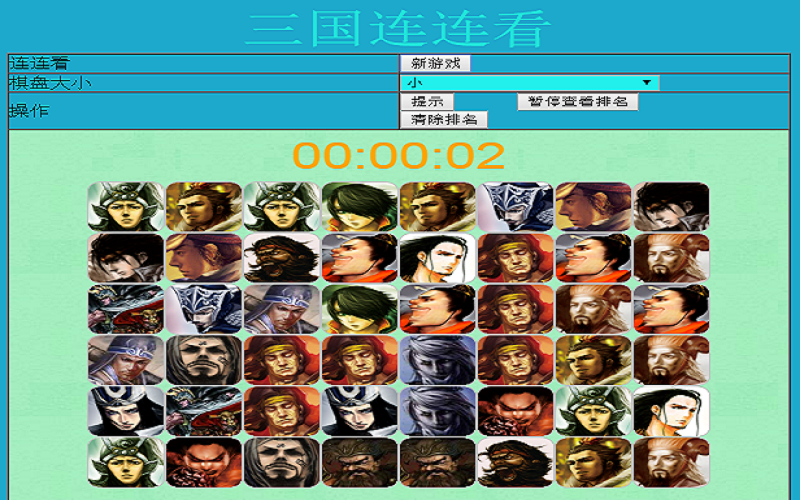 三国连连看
连连看 新游戏
棋盘大小 小
操作 提示 暂停查看排名
清除排名
00:00:02